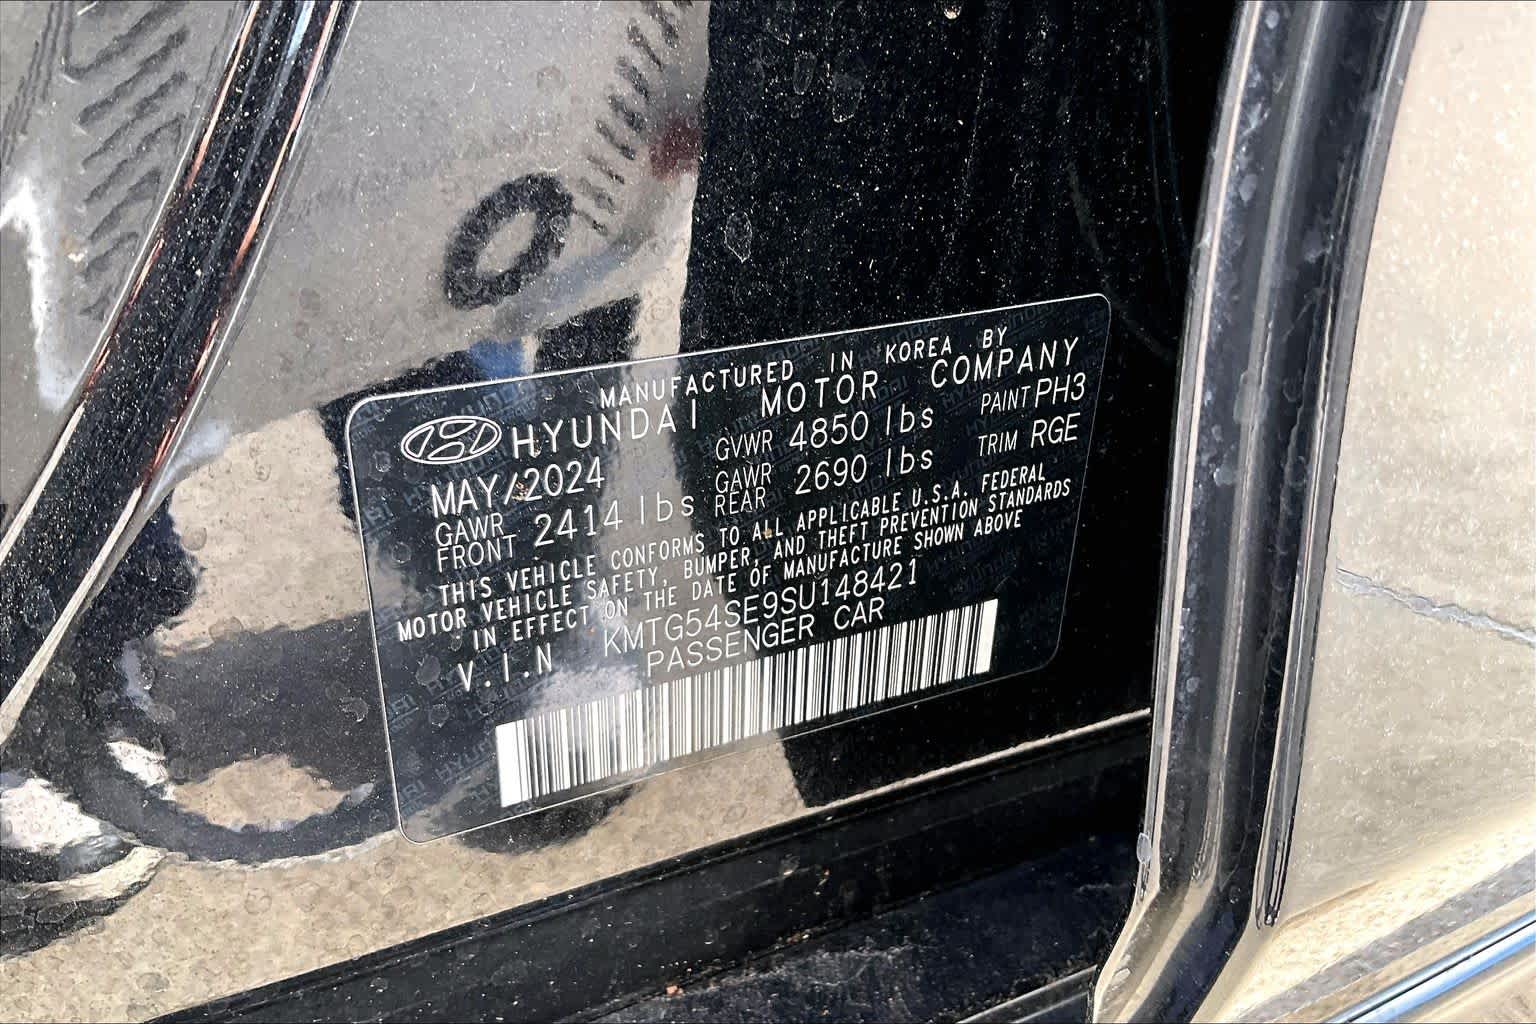 MANUFACTURED IN KOREA BY
HYUNDAI MOTOR COMPANY
MAY/2024 GVWR 4850 lbs PAINT PH3
GAWR FRONT 2414 lbs GAWR REAR 2690 lbs TRIM RGE
THIS VEHICLE CONFORMS TO ALL APPLICABLE U.S.A. FEDERAL
MOTOR VEHICLE SAFETY, BUMPER, AND THEFT PREVENTION STANDARDS
IN EFFECT ON THE DATE OF MANUFACTURE SHOWN ABOVE
V.I.N KMTG54SE9SU148421
PASSENGER CAR